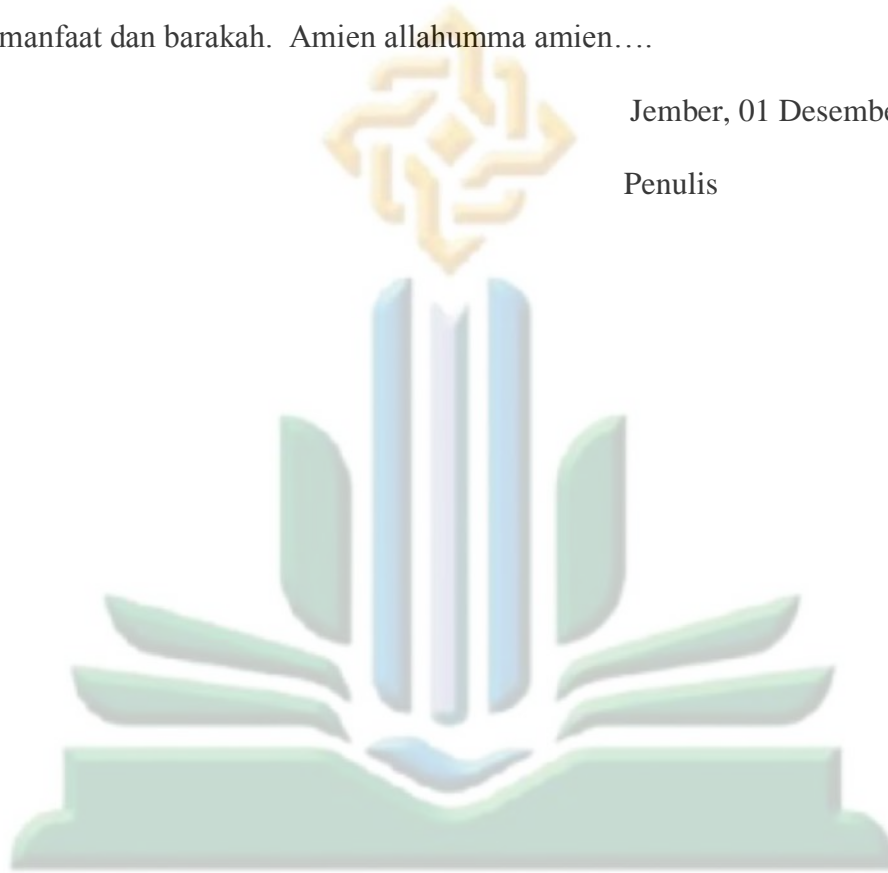 manfaat dan barakah. Amien allahumma amien….
Jember, 01 Desembe
Penulis